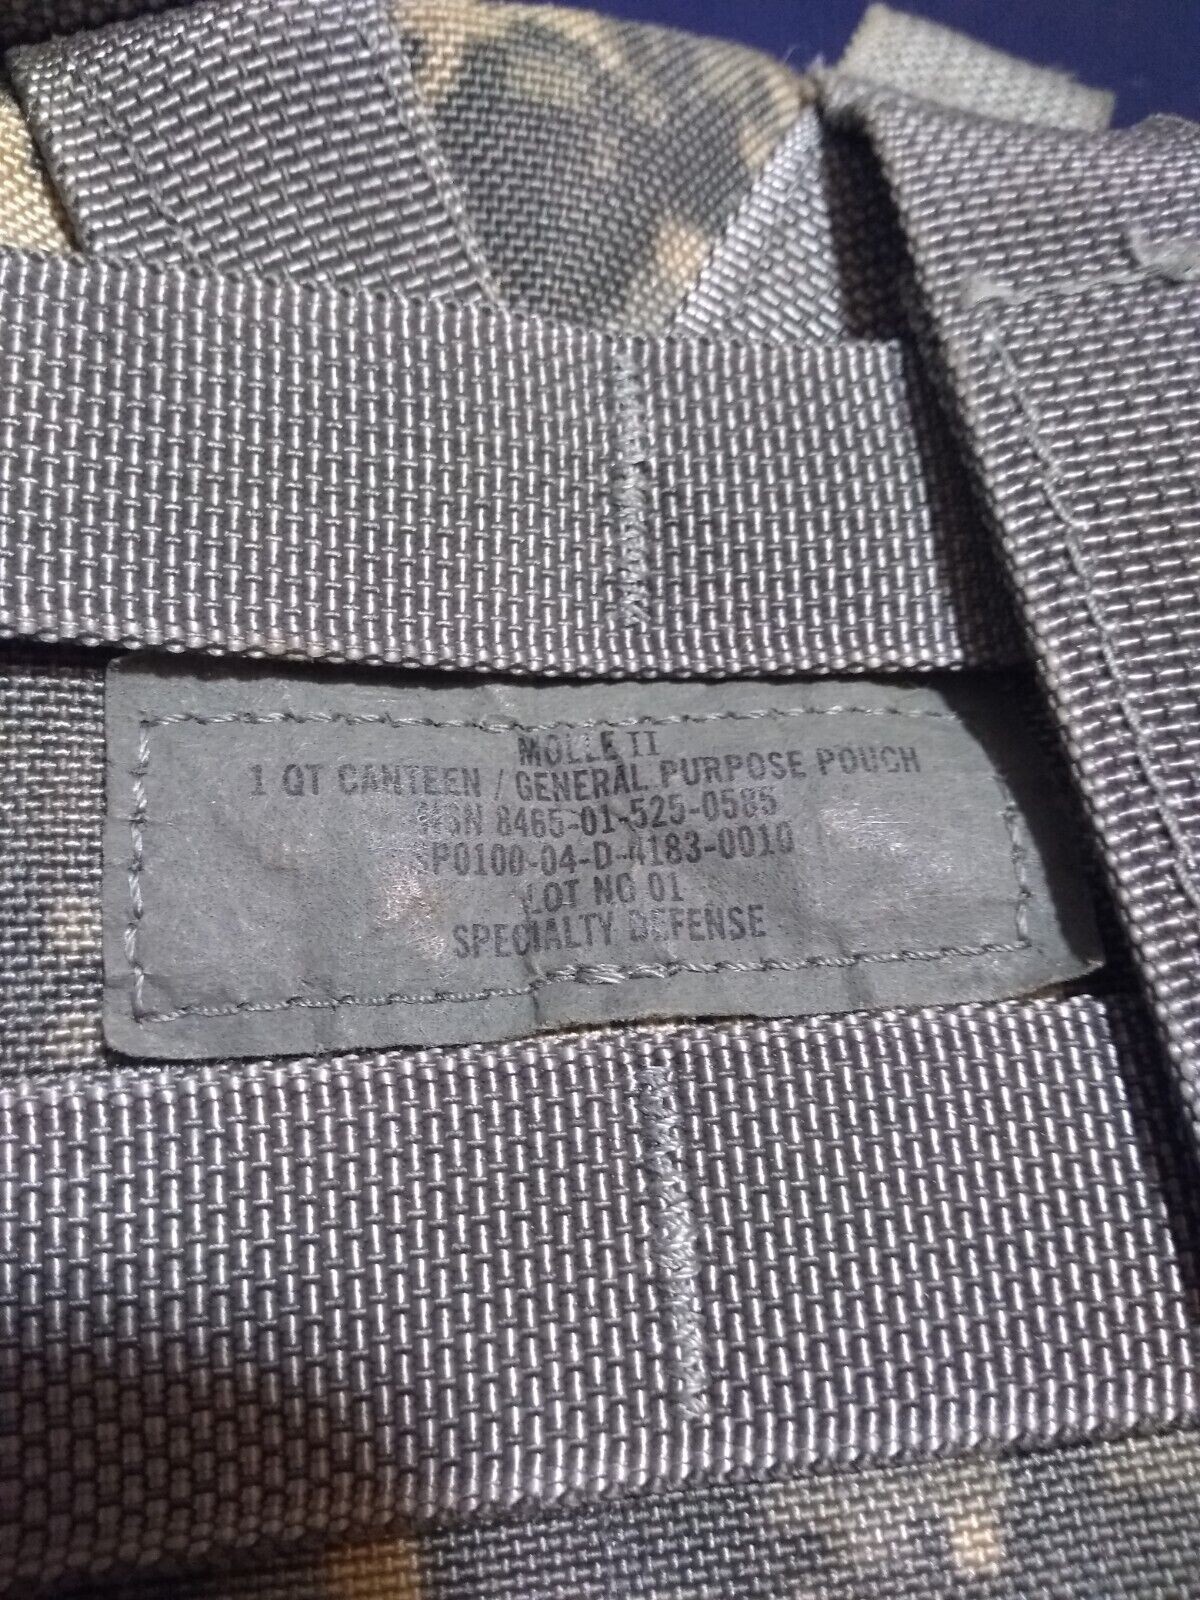 MOLLE II
1 QT CANTEEN / GENERAL PURPOSE POUCH
NSN 8465-01-525-0585
SP0100-04-D-4183-0010
LOT NO 01
SPECIALTY DEFENSE